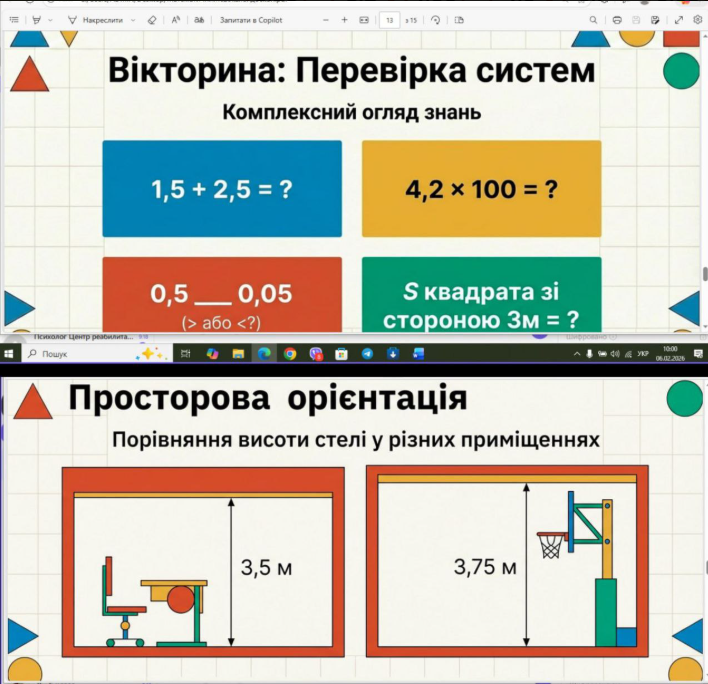 Накреслити
Запитати в Copilot
13
з 15
Вікторина: Перевірка систем
Комплексний огляд знань
1,5 + 2,5 = ?
4,2 × 100 = ?
0,5 ___ 0,05
(> або <?)
S квадрата зі
стороною 3м = ?
Психолог Центр реабілита...
Пошук
УКР
10:00
06.02.2026
Просторова орієнтація
Порівняння висоти стелі у різних приміщеннях
3,5 м
3,75 м